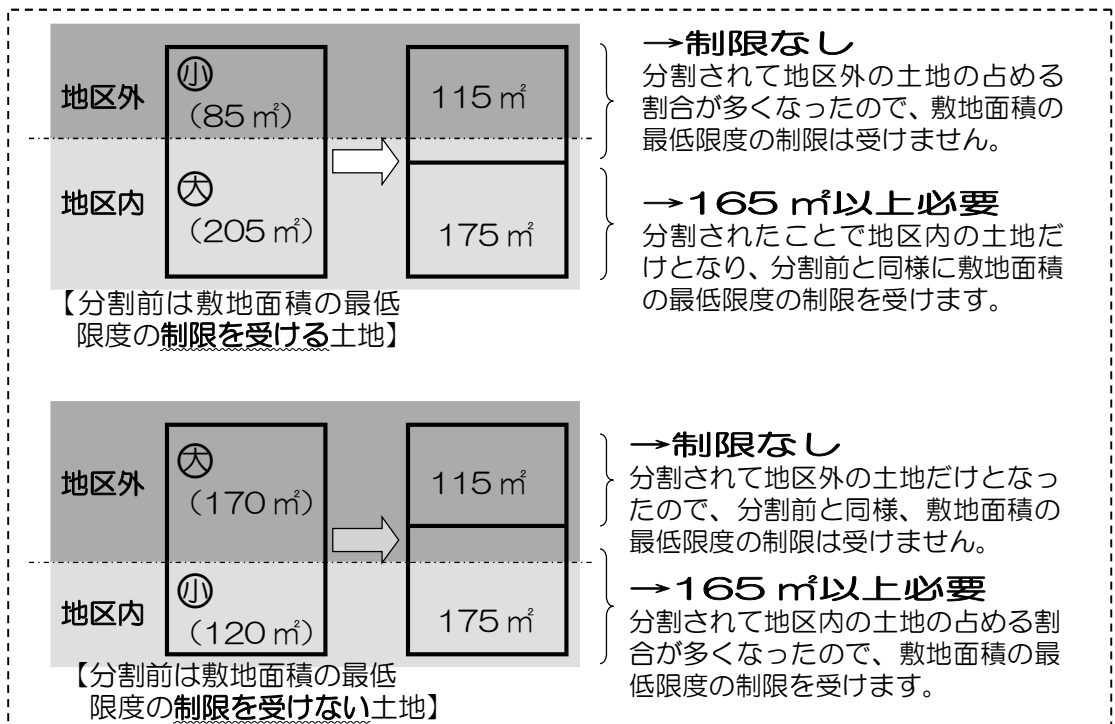 地区外
㊛
（85㎡）
地区内
㊤
（205㎡）
115㎡
175㎡
→制限なし
分割されて地区外の土地の占める
割合が多くなったので、敷地面積の
最低限度の制限は受けません。
→165㎡以上必要
分割されたことで地区内の土地だ
けとなり、分割前と同様に敷地面積
の最低限度の制限を受けます。
【分割前は敷地面積の最低
限度の制限を受ける土地】
地区外
大
（170㎡）
地区内
小
（120㎡）
115㎡
175㎡
→制限なし
分割されて地区外の土地だけとなっ
たので、分割前と同様、敷地面積の
最低限度の制限は受けません。
→165㎡以上必要
分割されて地区内の土地の占める割
合が多くなったので、敷地面積の最
低限度の制限を受けます。
【分割前は敷地面積の最低
限度の制限を受けない土地】